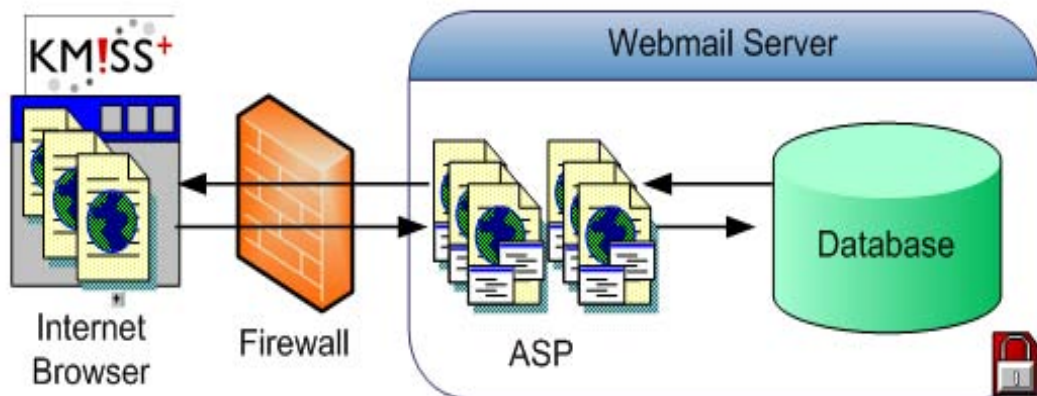 KM!SS+
Webmail Server
Database
Internet
Browser
Firewall
ASP